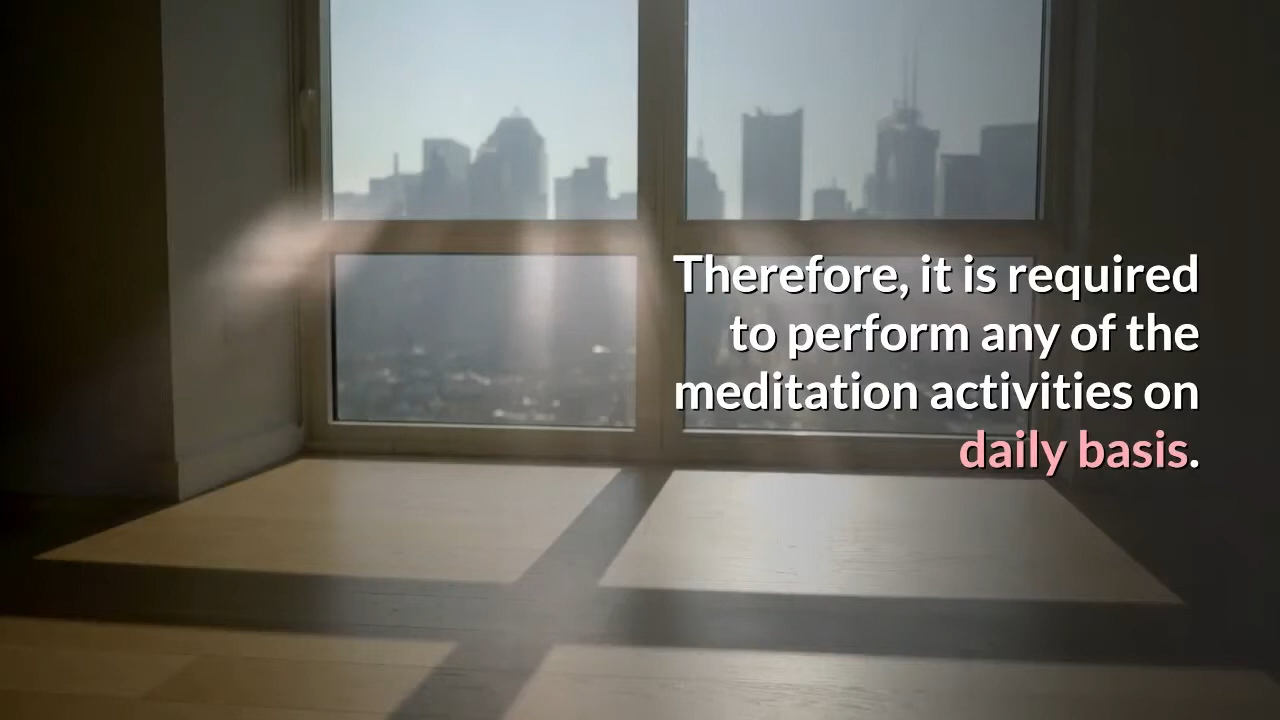 Therefore, it is required
to perform any of the
meditation activities on
daily basis.